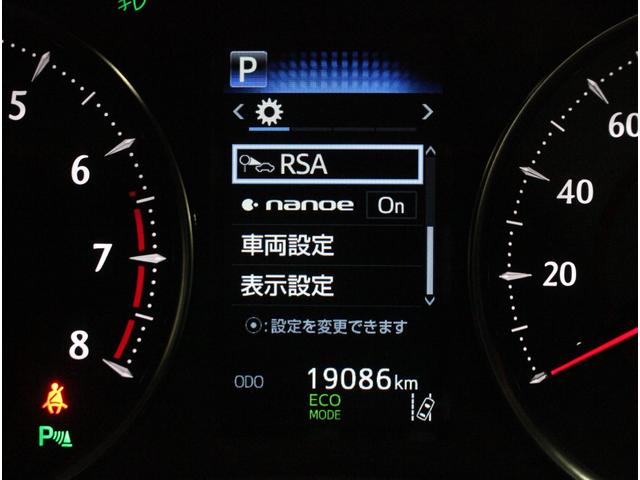 P
RSA
nanoe On
車両設定
表示設定
:設定を変更できます
ODO 19086km
ECO
MODE
5
6
7
8
P
60
40
20